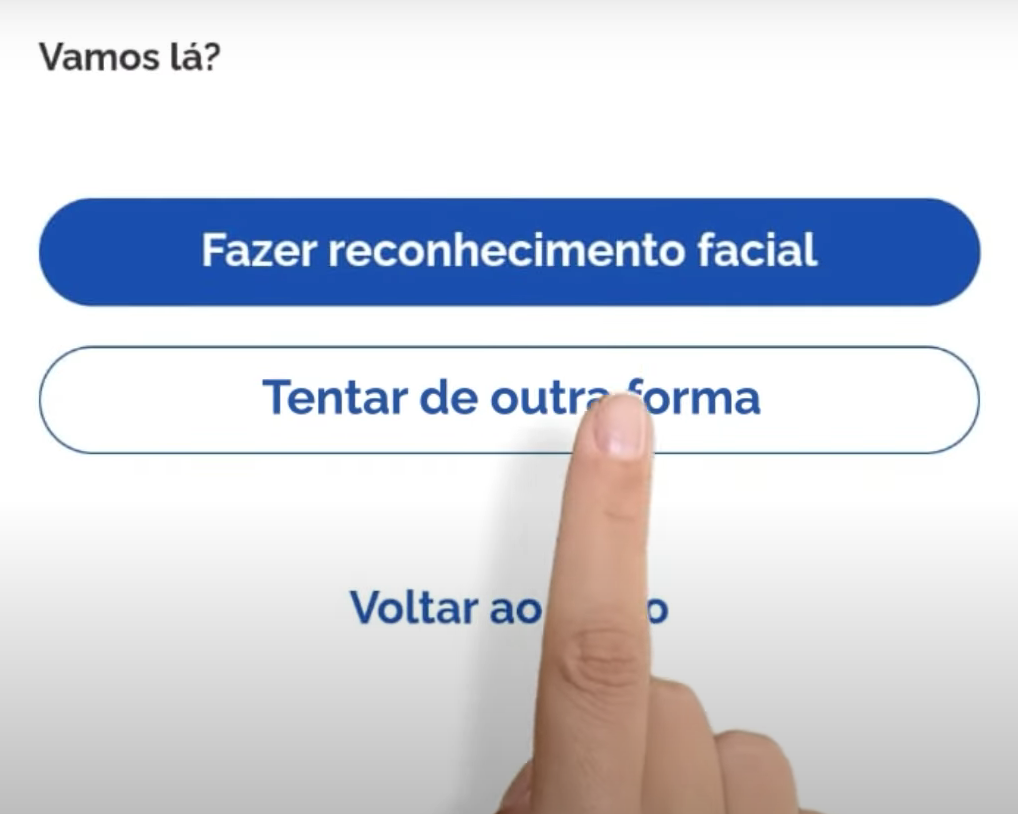 Vamos lá?
Fazer reconhecimento facial
Tentar de outra forma
Voltar ao